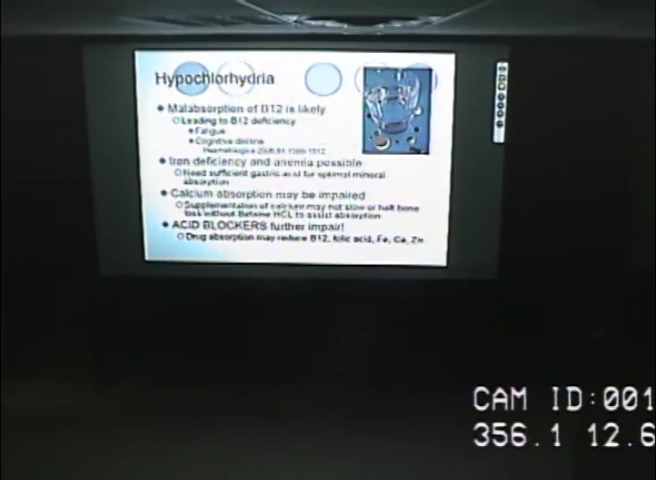 Hypochlorhydria
Malabsorption of B12 is likely
Leading to B12 deficiency
Fatigue
Cognitive decline
Iron deficiency and anemia possible
Need sufficient gastric acid for optimal mineral
absorption
Calcium absorption may be impaired
Supplementation of calcium may not slow or halt bone
loss without Betaine HCL to assist absorption
ACID BLOCKERS further impair!
Drug absorption may reduce B12, folic acid, Fe, Ca, Zn
CAM ID:001
356.1 12.6